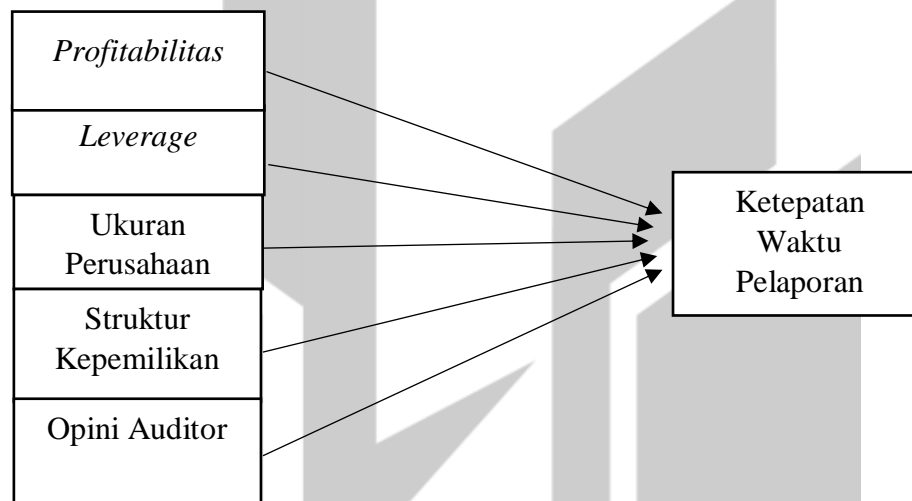 Profitabilitas
Leverage
Ukuran
Perusahaan
Struktur
Kepemilikan
Opini Auditor
Ketepatan
Waktu
Pelaporan